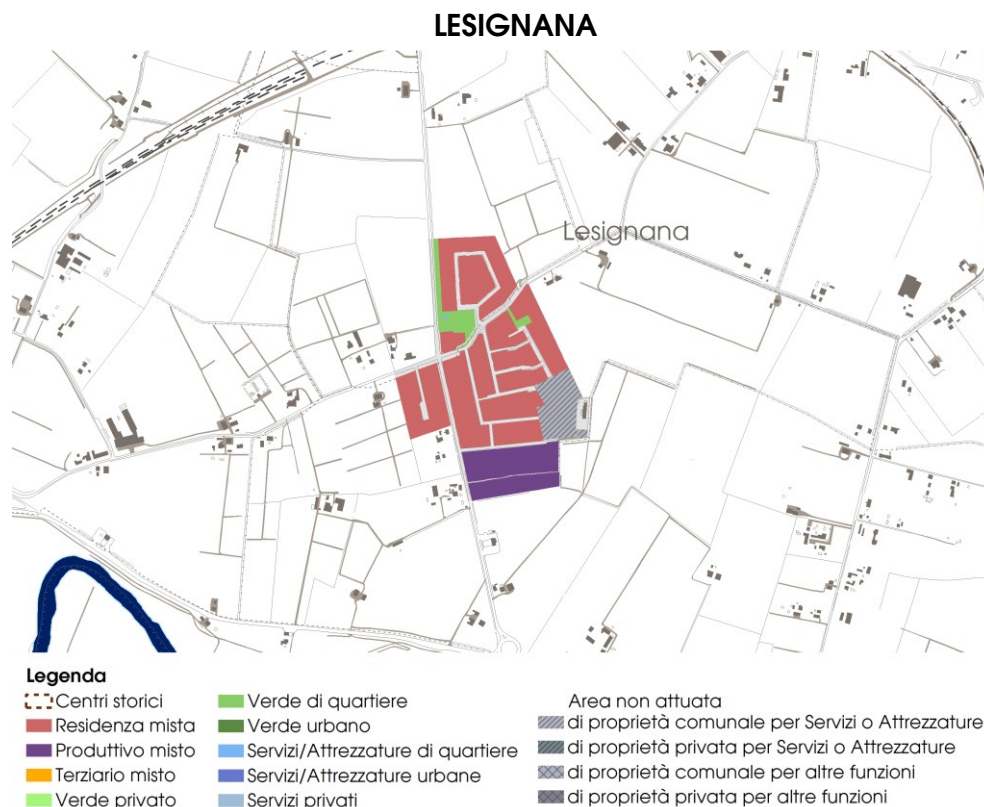 LESIGNANA
Lesignana
Legenda
Centri storici
Residenza mista
Produttivo misto
Terziario misto
Verde privato
Verde di quartiere
Verde urbano
Servizi/Attrezzature di quartiere
Servizi/Attrezzature urbane
Servizi privati
Area non attuata
di proprietà comunale per Servizi o Attrezzature
di proprietà privata per Servizi o Attrezzature
di proprietà comunale per altre funzioni
di proprietà privata per altre funzioni